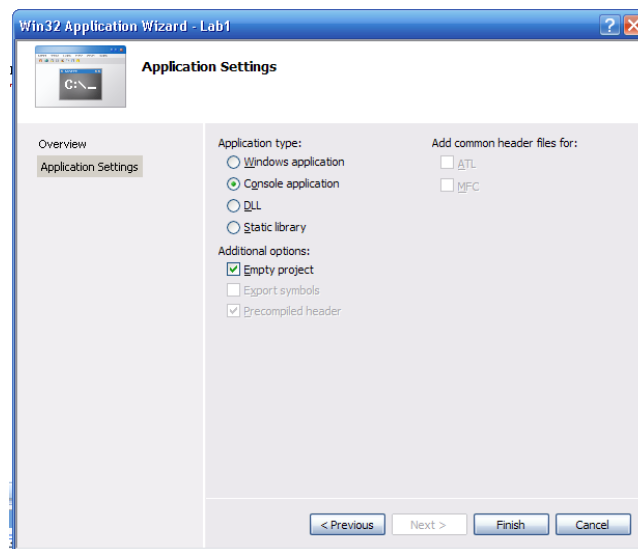 Win32 Application Wizard - Lab1
Application Settings
C:\
Overview
Application Settings
Application type:
Windows application
Console application
DLL
Static library
Additional options:
Empty project
Export symbols
Precompiled header
Add common header files for:
ATL
MFC
< Previous
Next >
Finish
Cancel